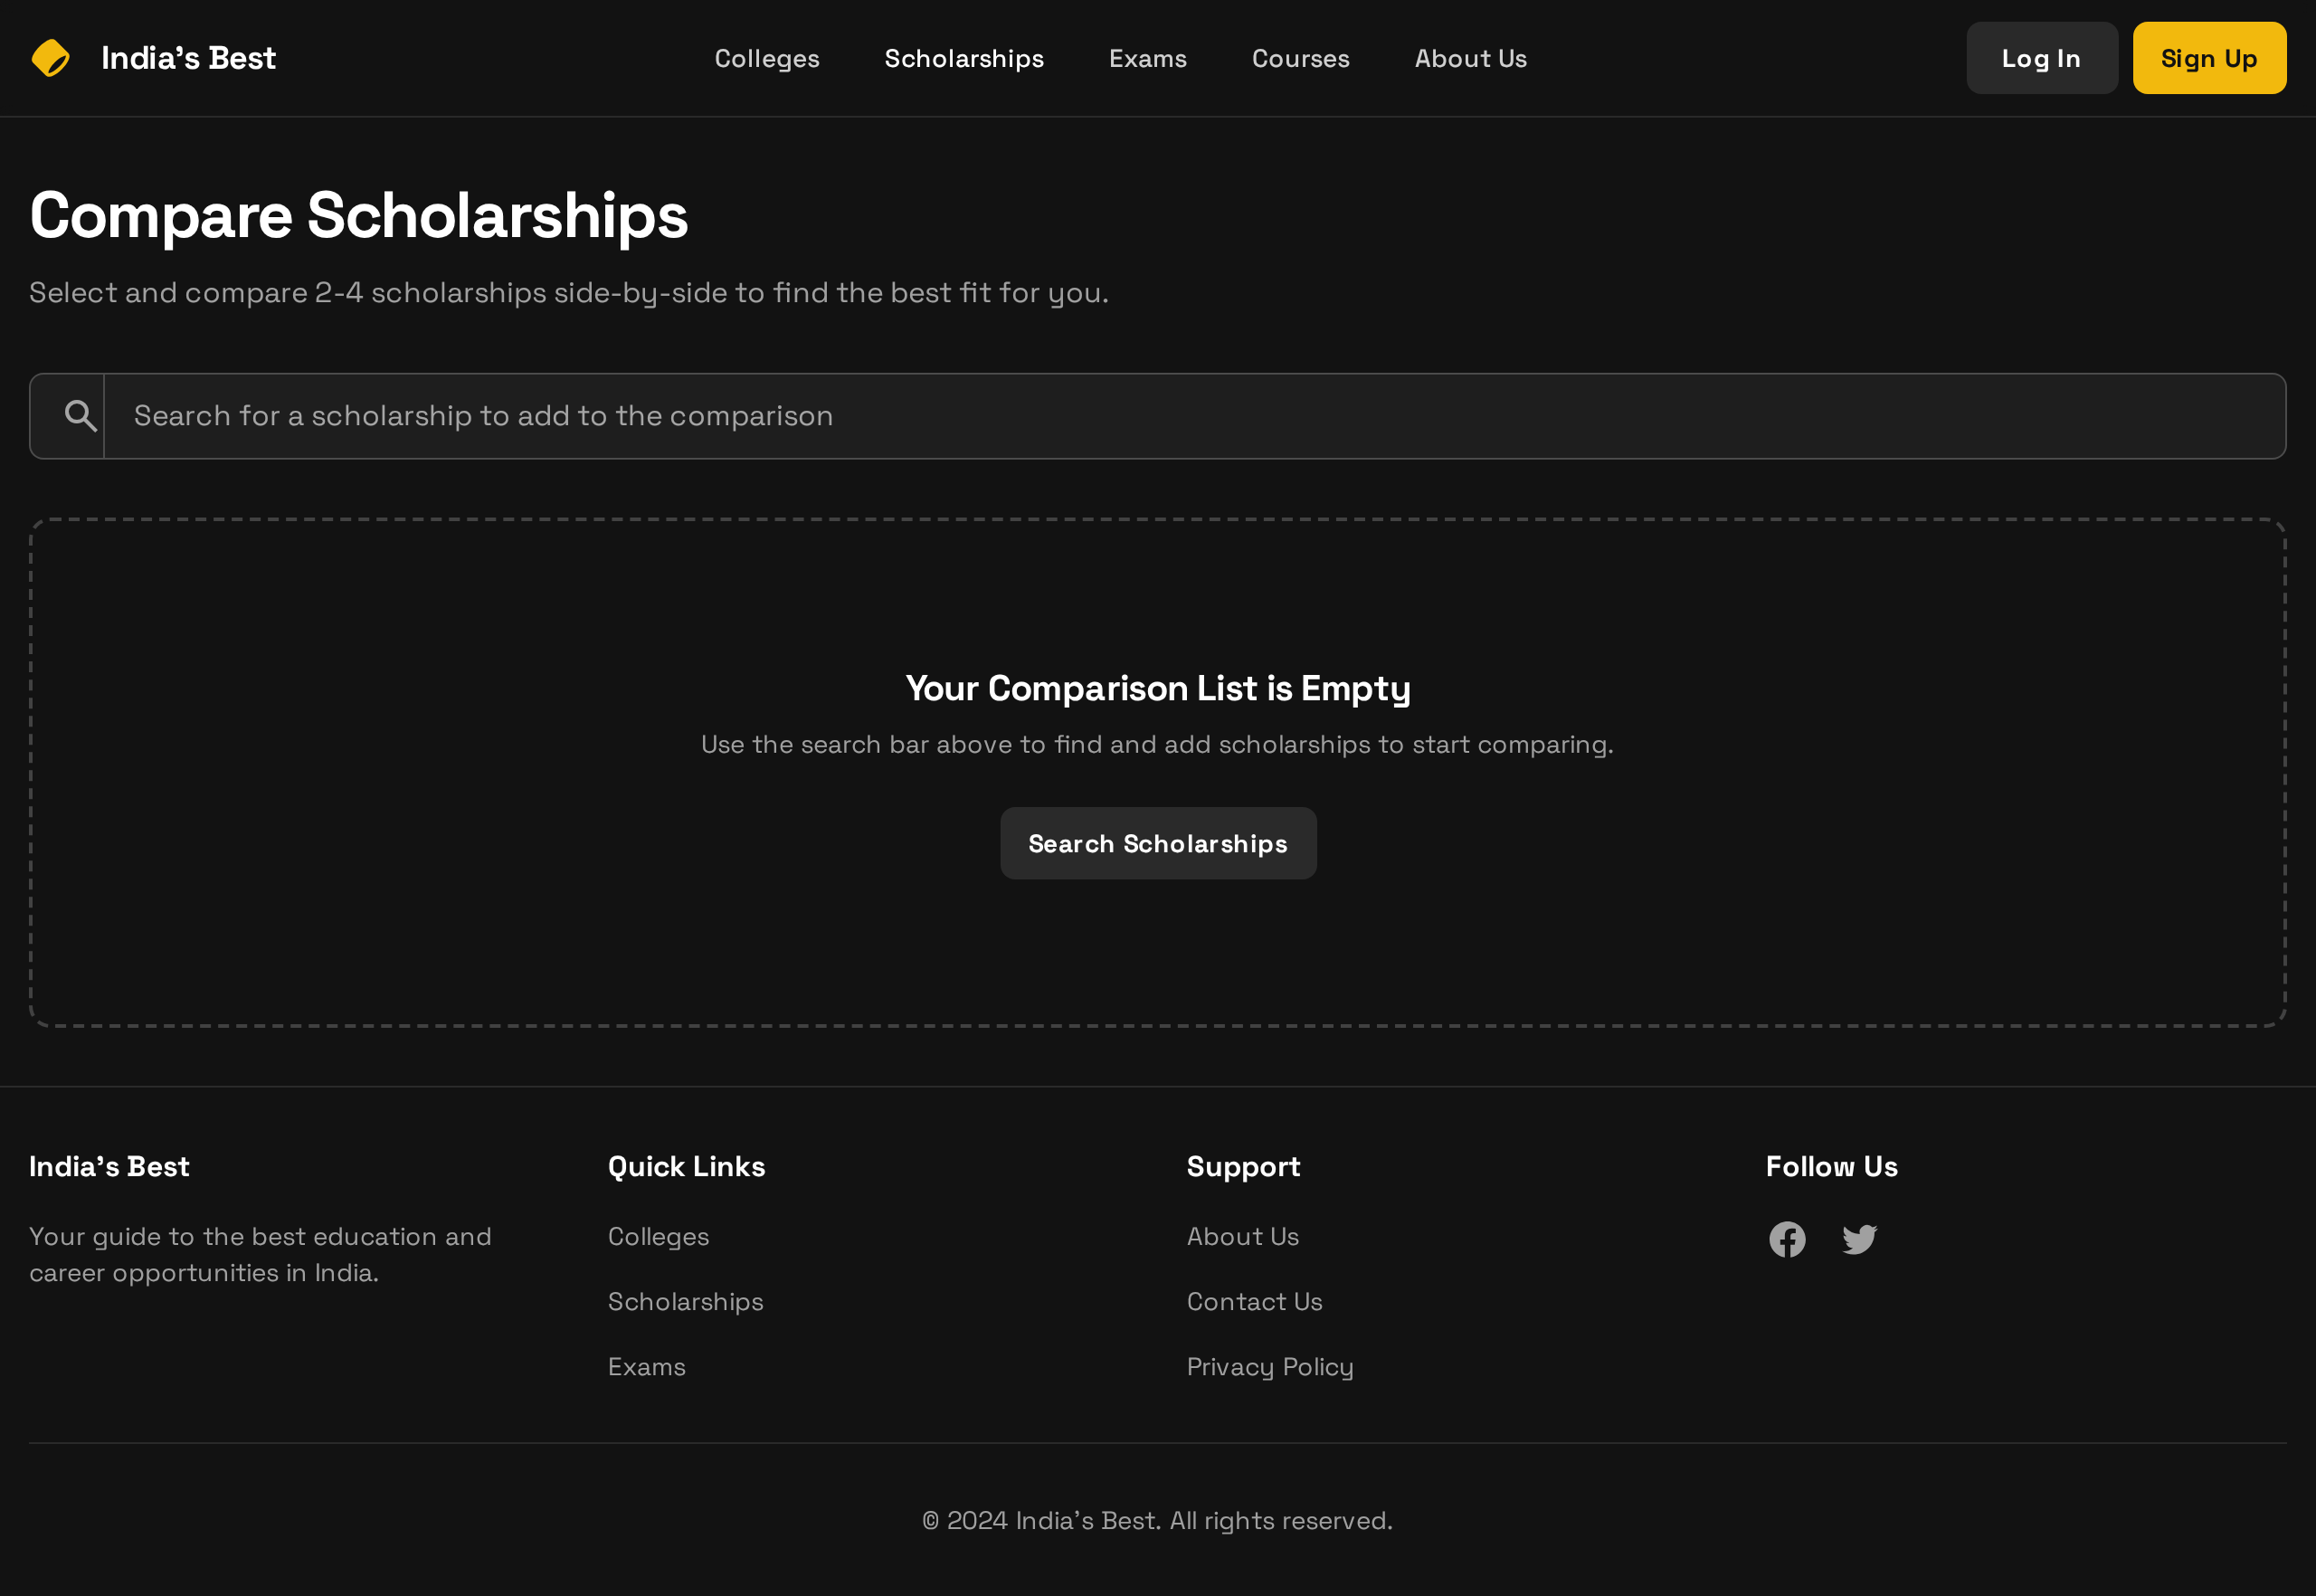 India's Best
Colleges
Scholarships
Exams
Courses
About Us
Log In
Sign Up
Compare Scholarships
Select and compare 2-4 scholarships side-by-side to find the best fit for you.
Search for a scholarship to add to the comparison
Your Comparison List is Empty
Use the search bar above to find and add scholarships to start comparing.
Search Scholarships
India's Best
Your guide to the best education and
career opportunities in India.
Quick Links
Colleges
Scholarships
Exams
Support
About Us
Contact Us
Privacy Policy
Follow Us
© 2024 India's Best. All rights reserved.